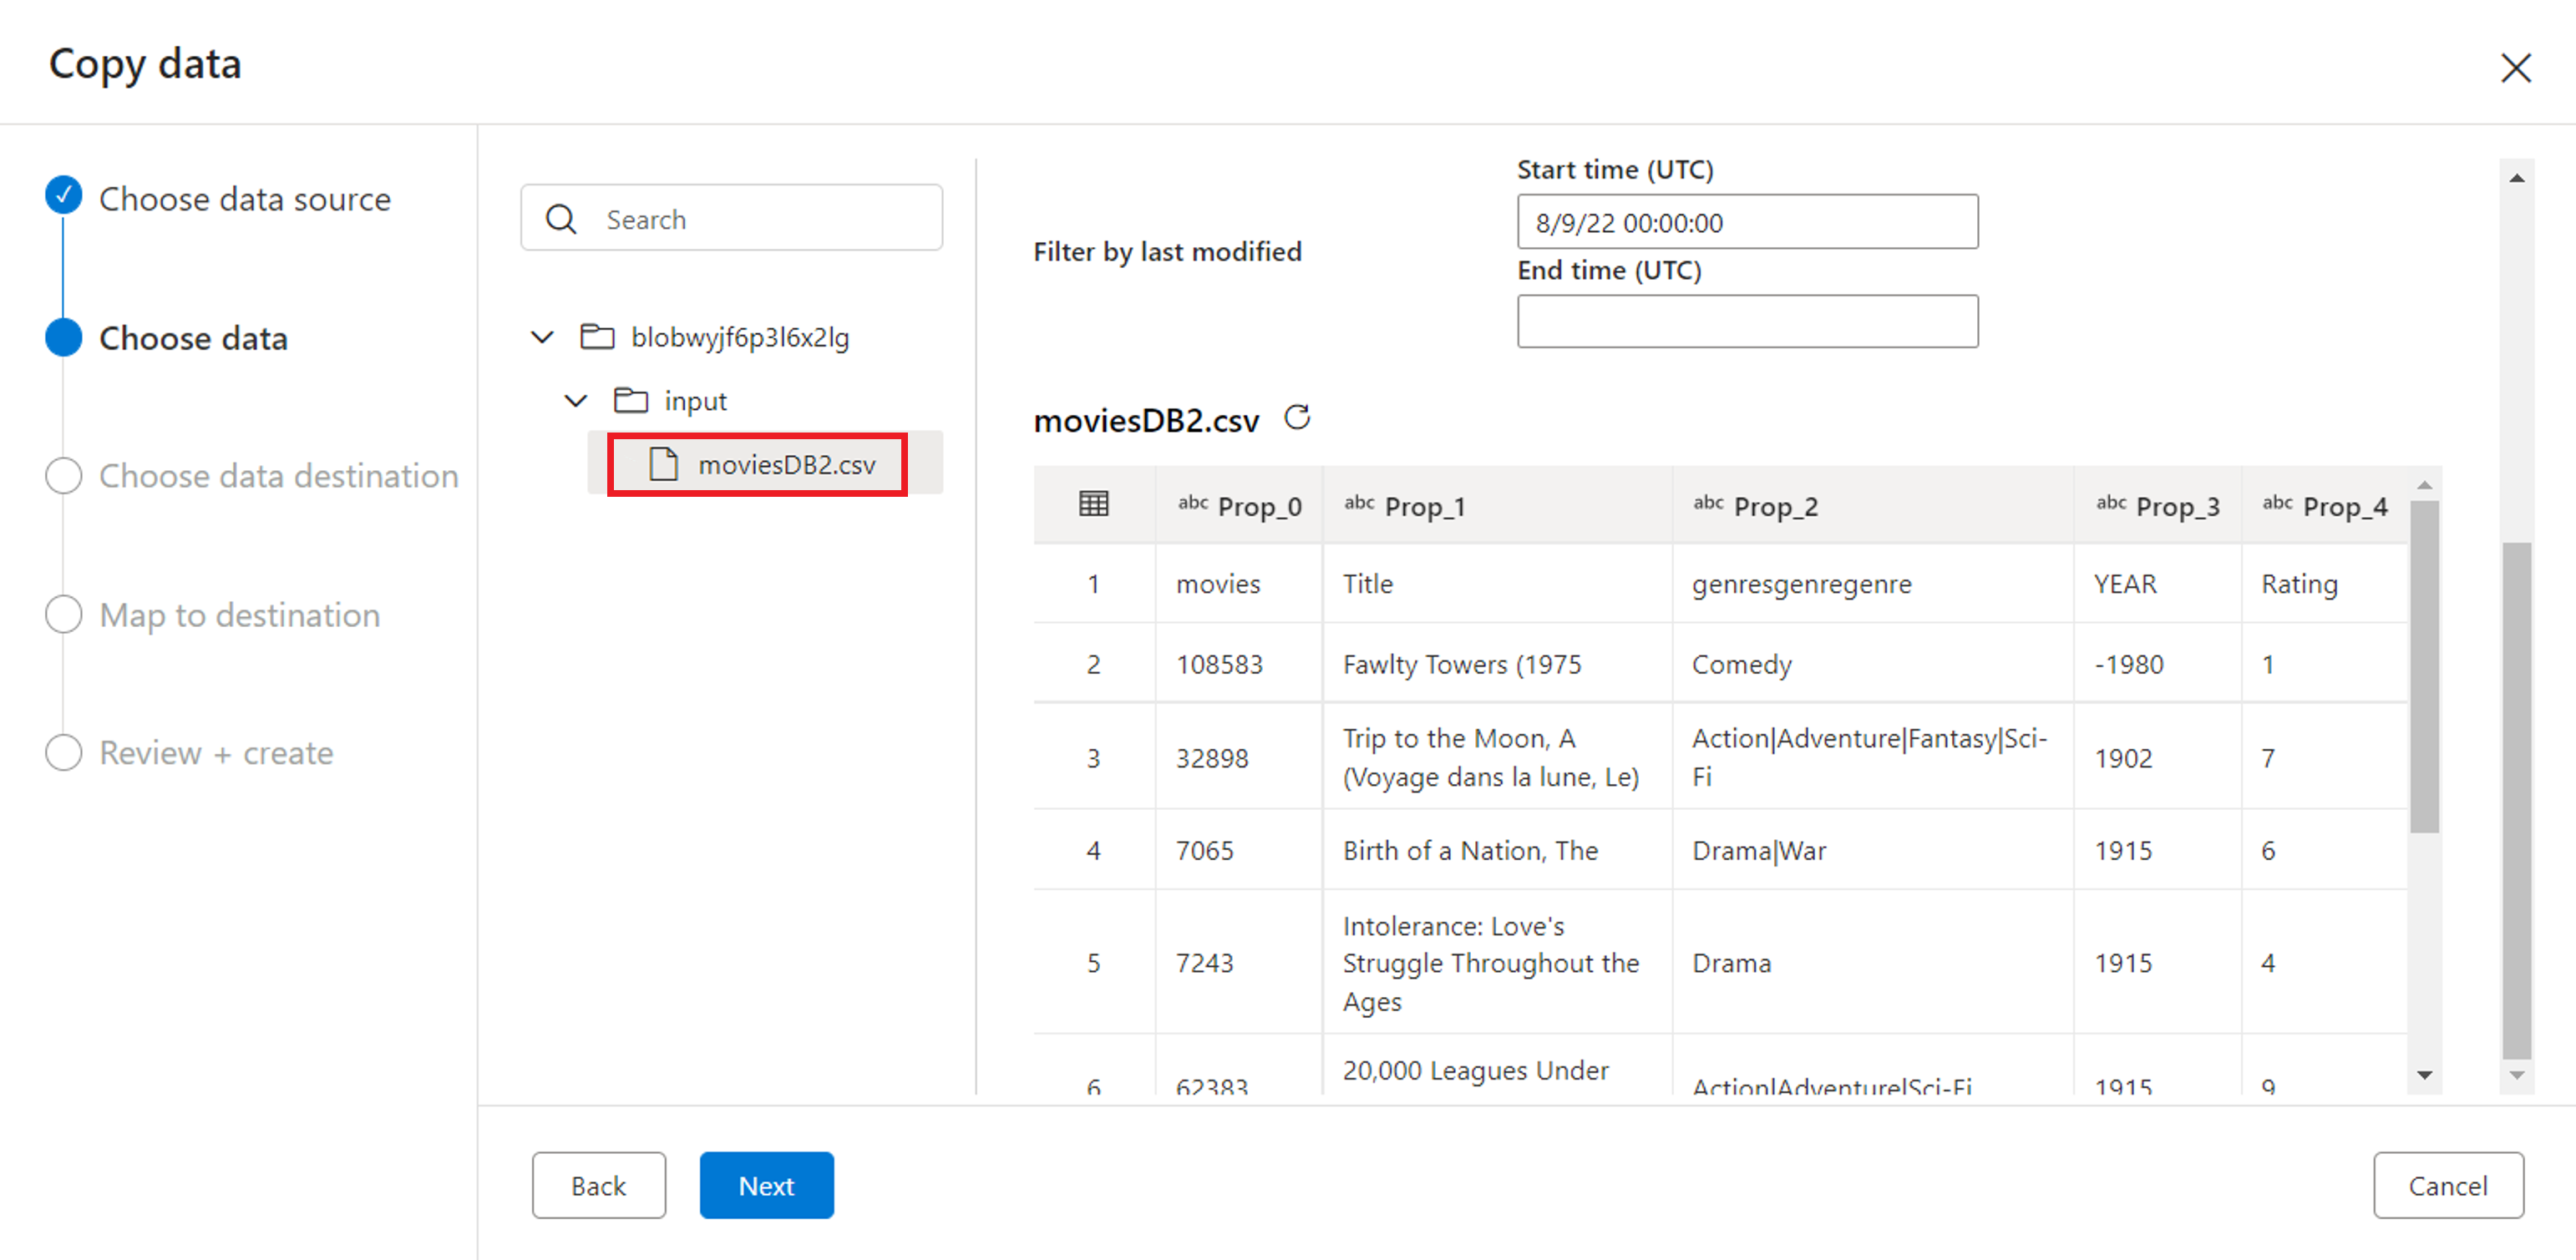 Copy data
Choose data source
Choose data
Choose data destination
Map to destination
Review + create
Search
blobwyjf6p3l6x2lg
input
moviesDB2.csv
Filter by last modified
Start time (UTC)
8/9/22 00:00:00
End time (UTC)
moviesDB2.csv
abc Prop_0 abc Prop_1 abc Prop_2 abc Prop_3 abc Prop_4
1 movies Title genresgenregenre YEAR Rating
2 108583 Fawlty Towers (1975 Comedy -1980 1
3 32898 Trip to the Moon, A Action|Adventure|Fantasy|Sci- 1902 7
(Voyage dans la lune, Le) Fi
4 7065 Birth of a Nation, The Drama|War 1915 6
Intolerance: Love's
5 7243 Struggle Throughout the Drama 1915 4
Ages
20,000 Leagues Under
6 62383 Action|Adventure|Sci-Fi 1915 9
Back Next Cancel